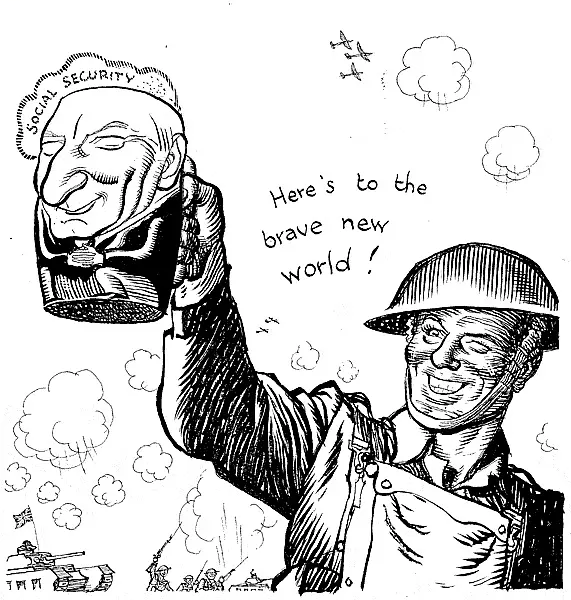 SOCIAL SECURITY
Here's to the
brave new
world!